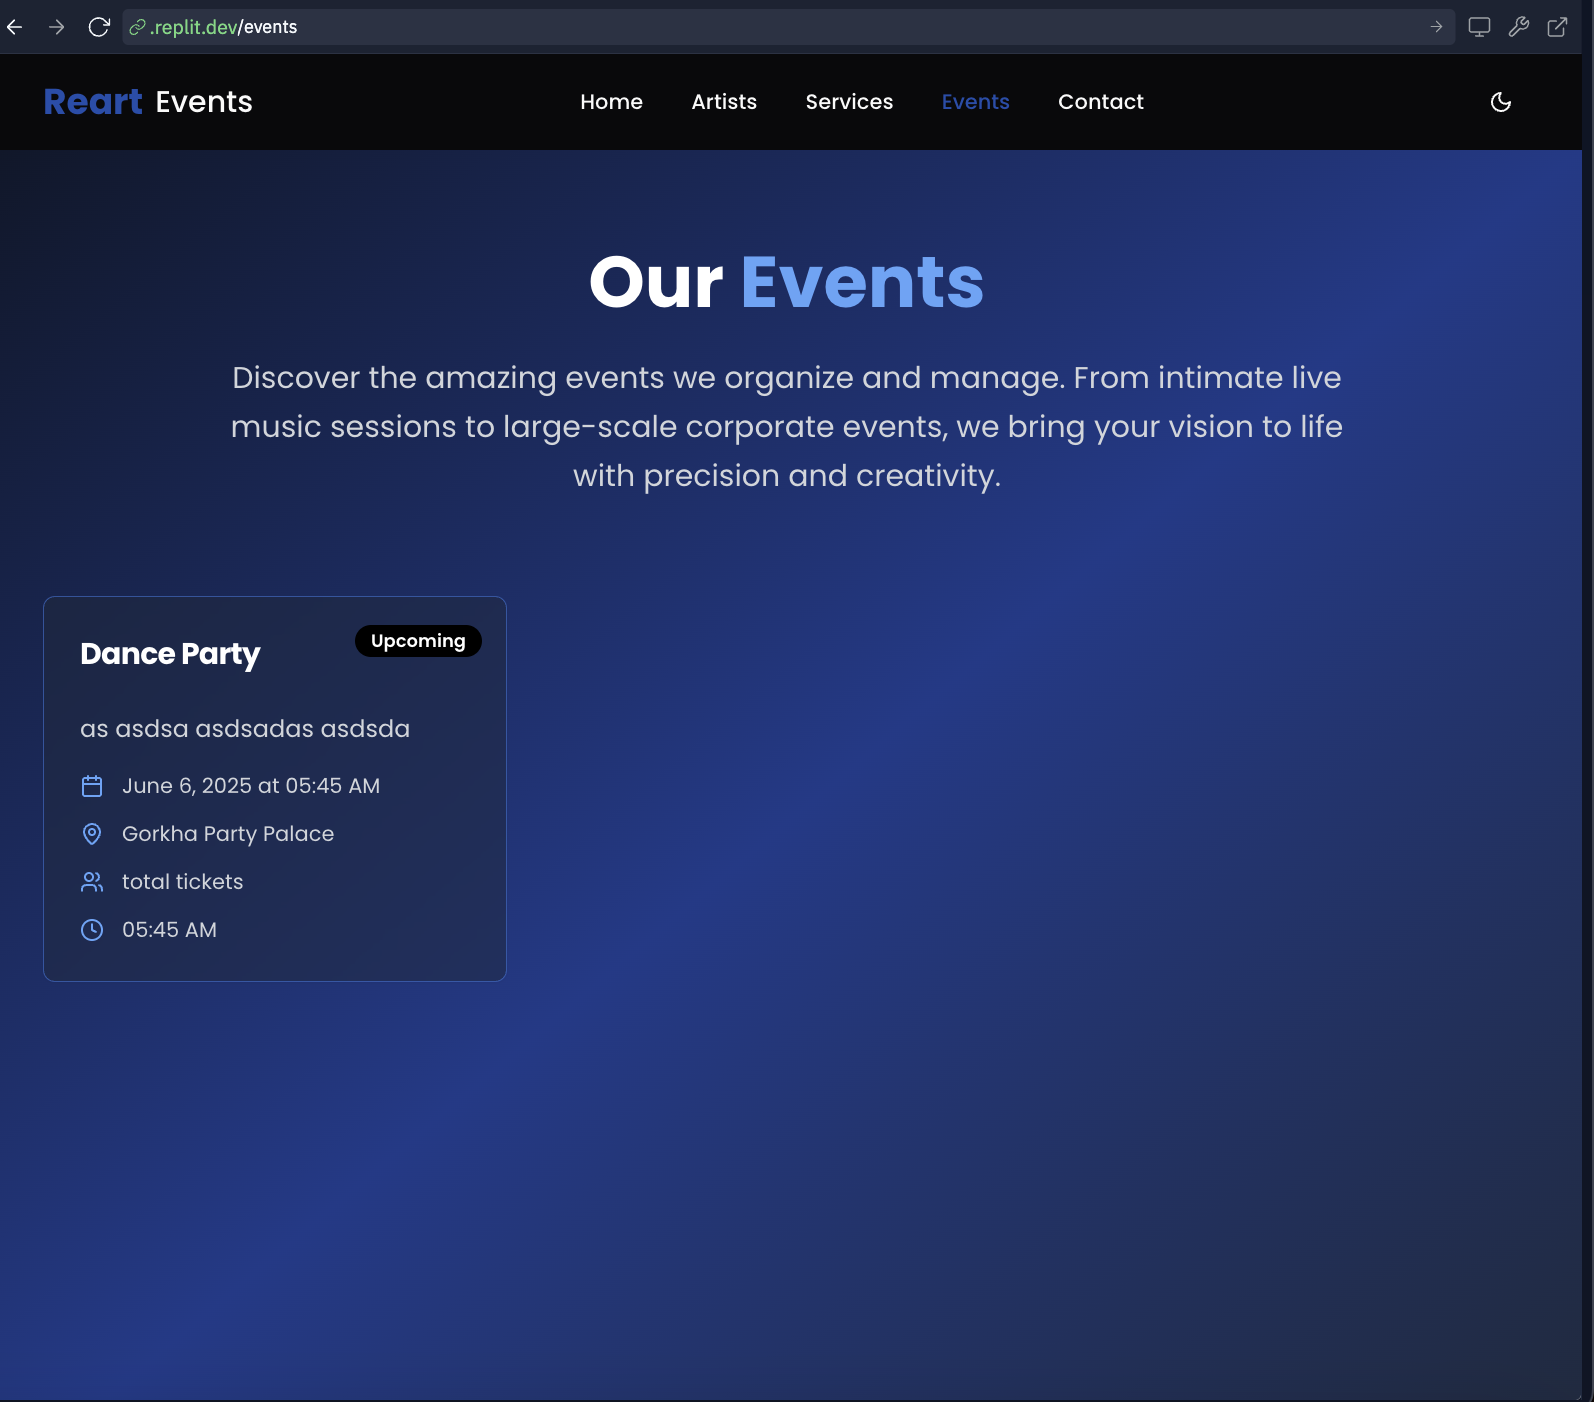 .replit.dev/events
Reart Events
Home Artists Services Events Contact
Our Events
Discover the amazing events we organize and manage. From intimate live
music sessions to large-scale corporate events, we bring your vision to life
with precision and creativity.
Dance Party
Upcoming
as asdsa asdsadas asdsda
June 6, 2025 at 05:45 AM
Gorkha Party Palace
total tickets
05:45 AM